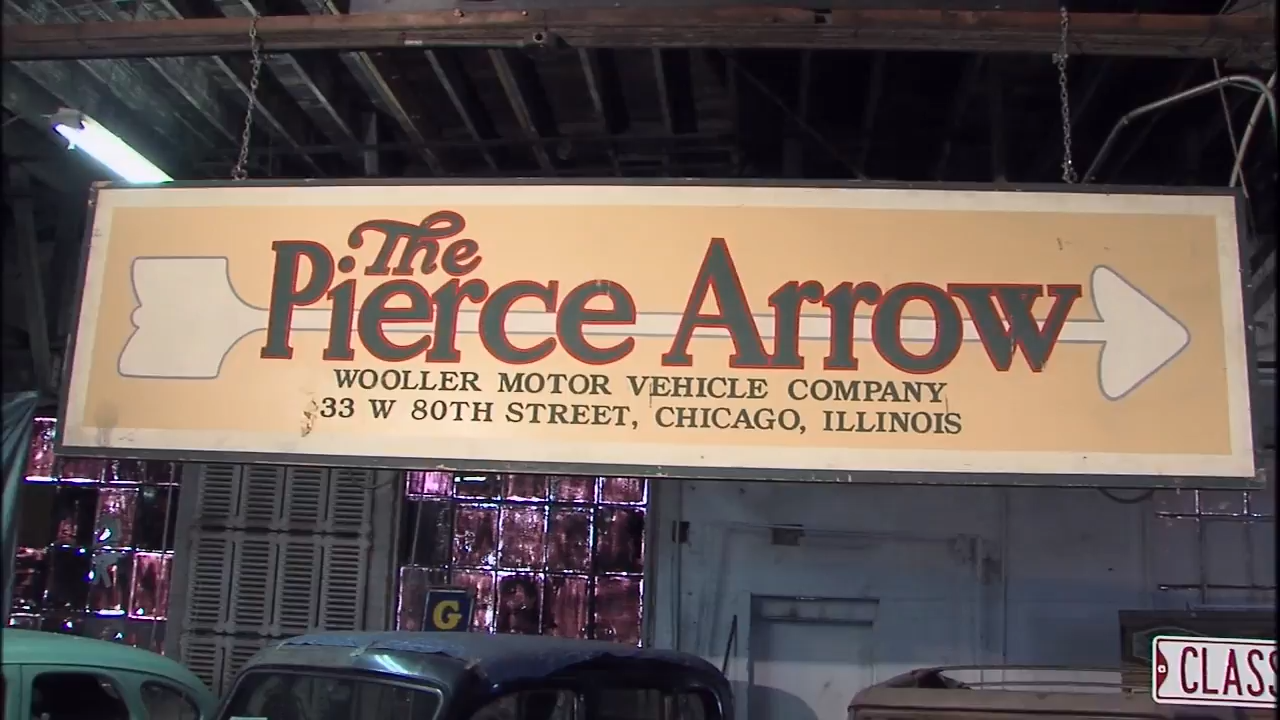 The
Pierce Arrow
WOOLLER MOTOR VEHICLE COMPANY
33 W 80TH STREET, CHICAGO, ILLINOIS
G
CLASS